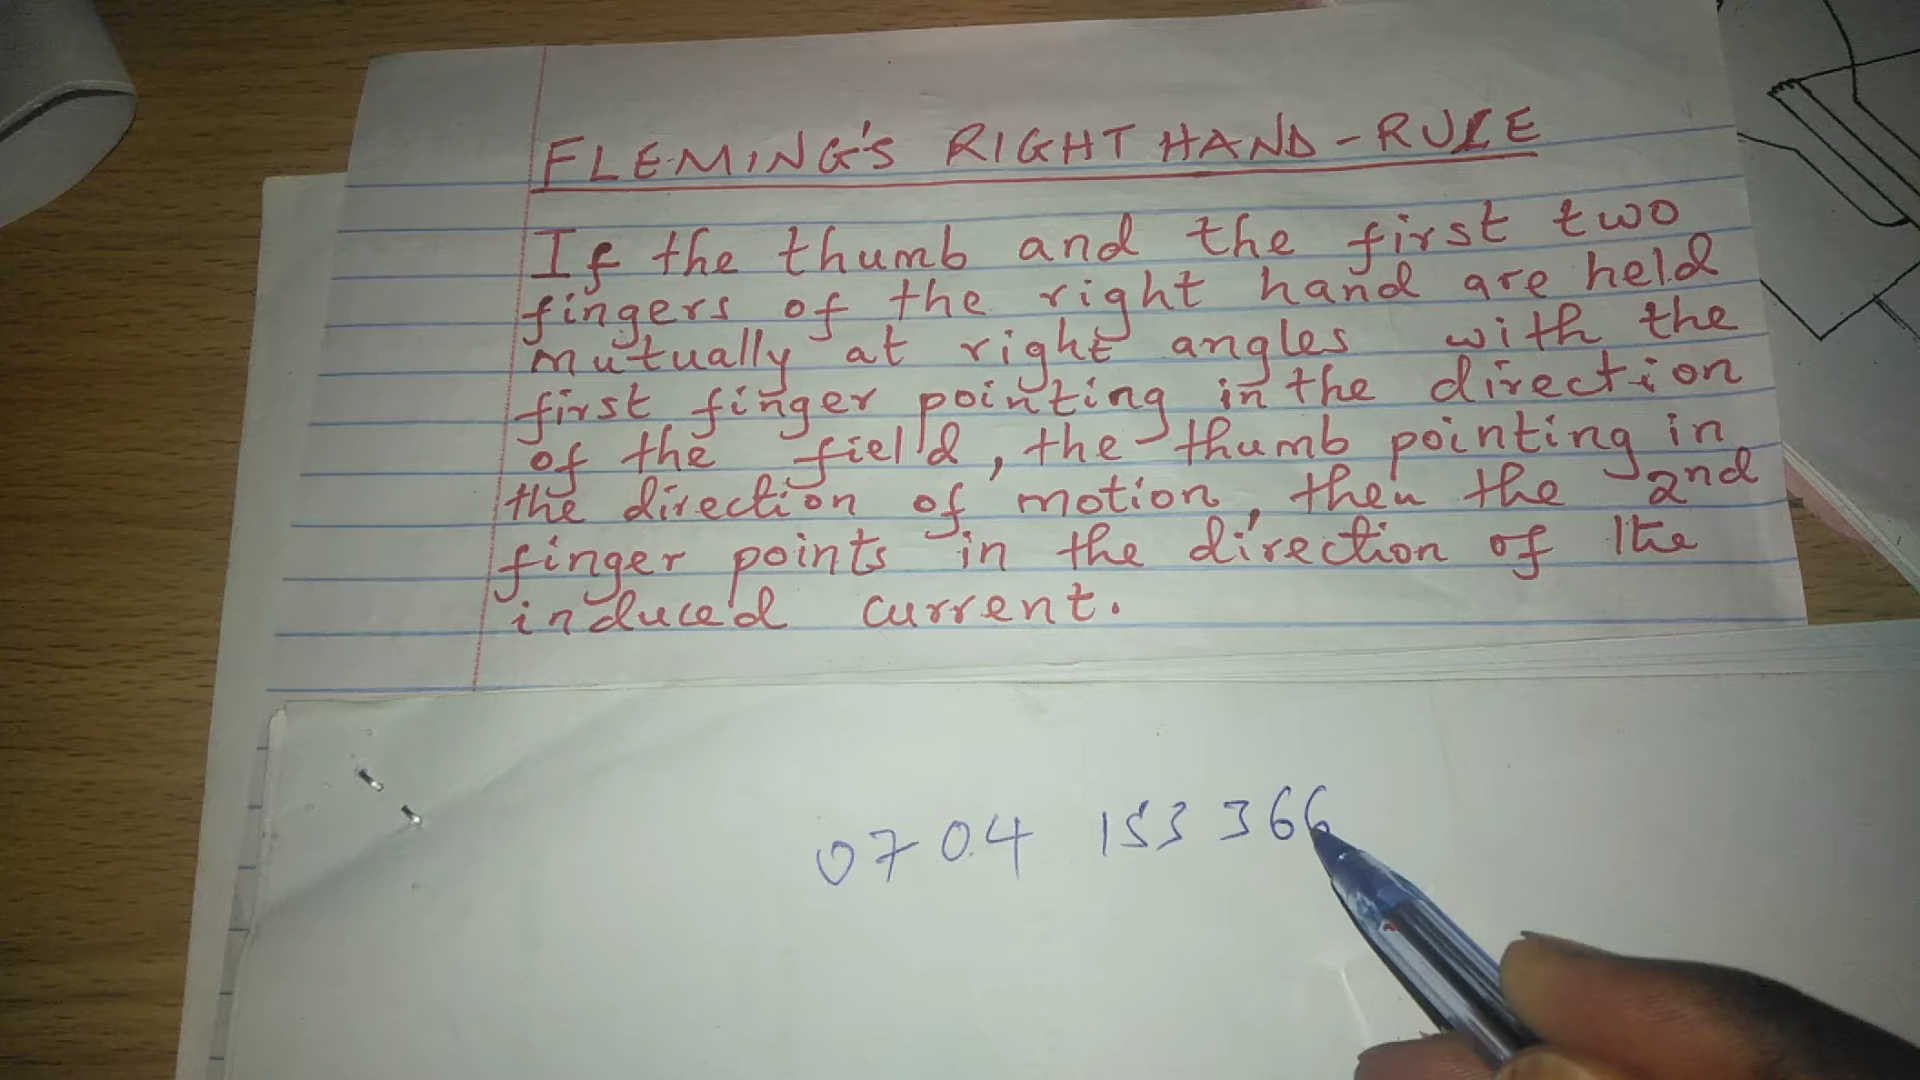 FLEMING'S RIGHT HAND-RULE
If the thumb and the first two
fingers of the right hand are held
mutually at right angles with the
first finger pointing in the direction
of the field, the thumb pointing in
the direction of motion, then the 2nd
finger points in the direction of the
induced current.
0704 153 366